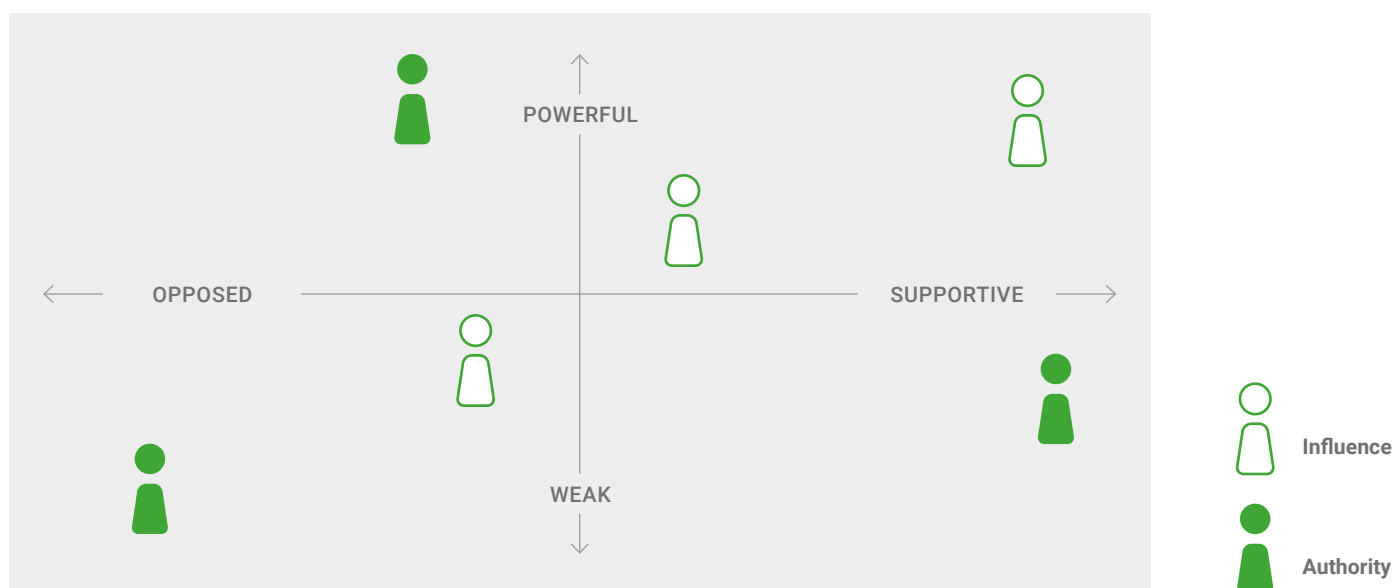 POWERFUL
OPPOSED
SUPPORTIVE
WEAK
Influence
Authority